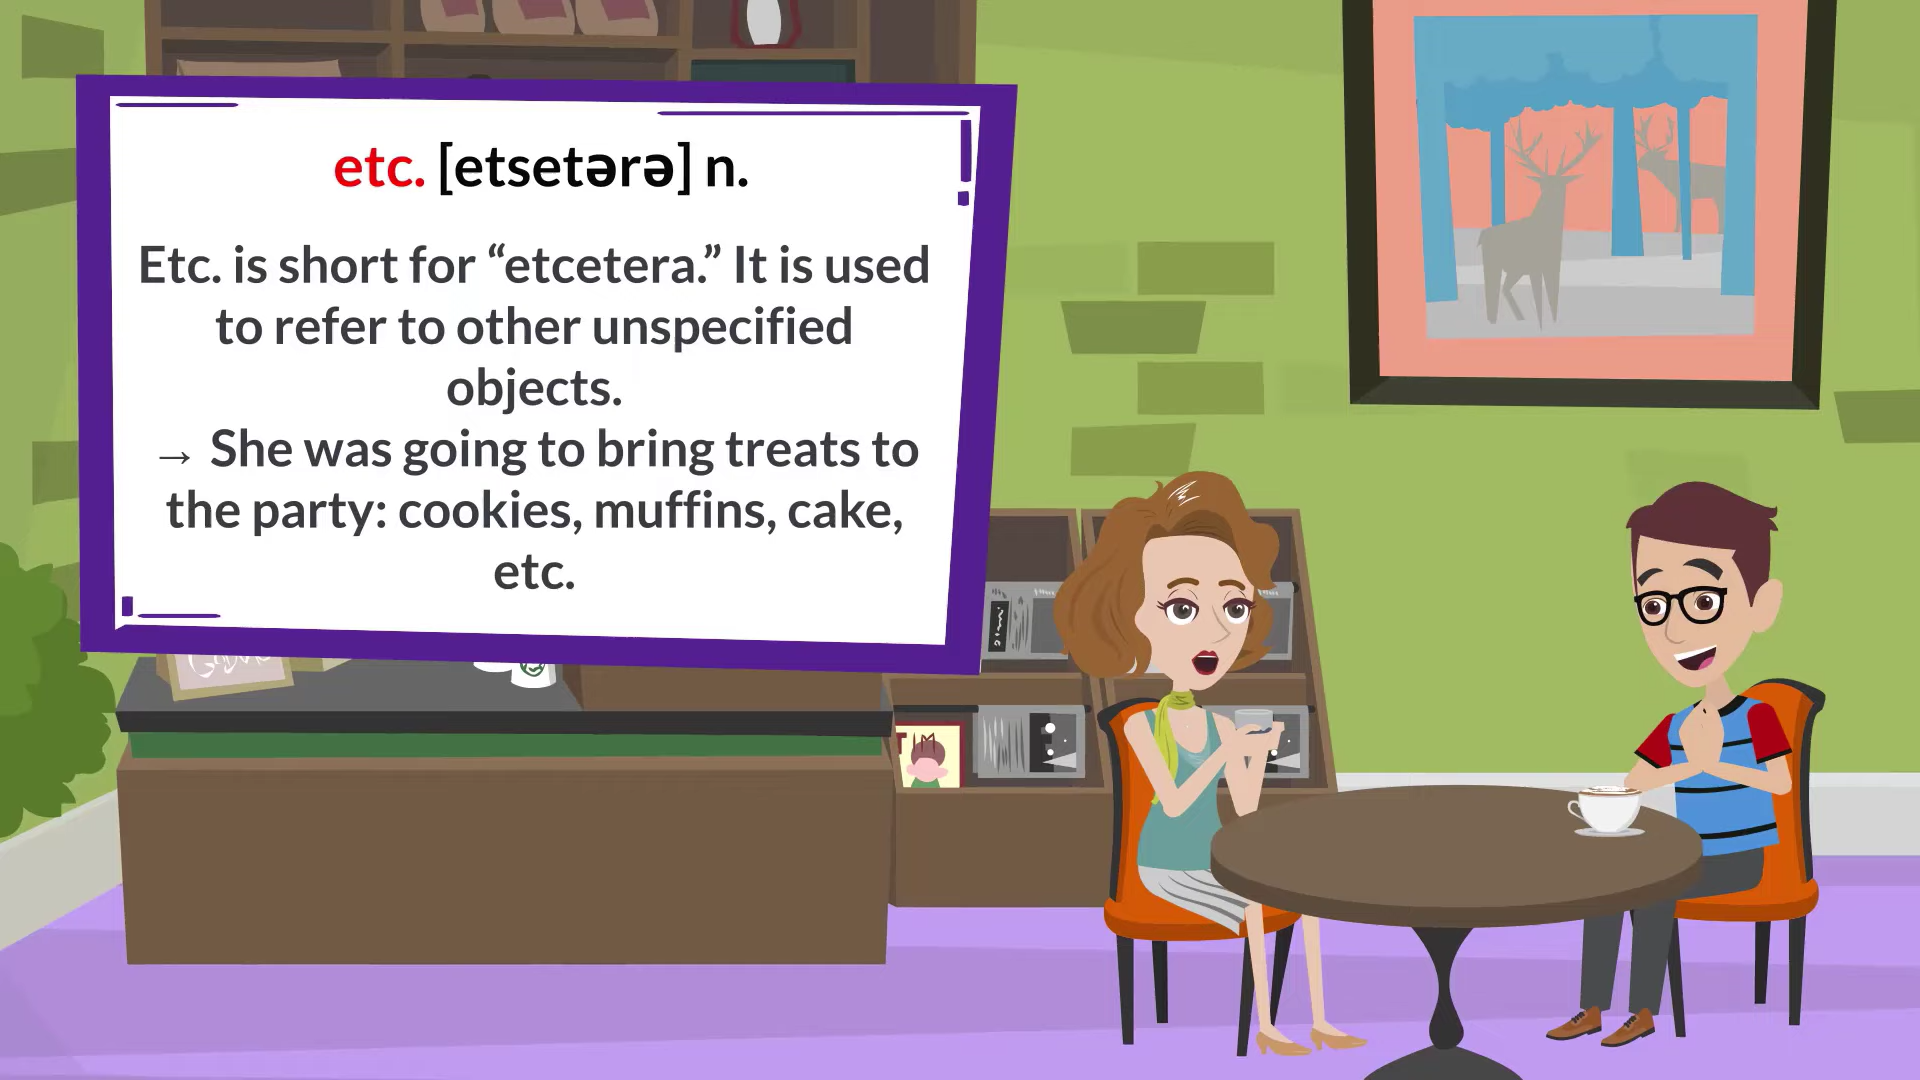 etc. [etsetərə] n.
Etc. is short for “etcetera.” It is used
to refer to other unspecified
objects.
→ She was going to bring treats to
the party: cookies, muffins, cake,
etc.